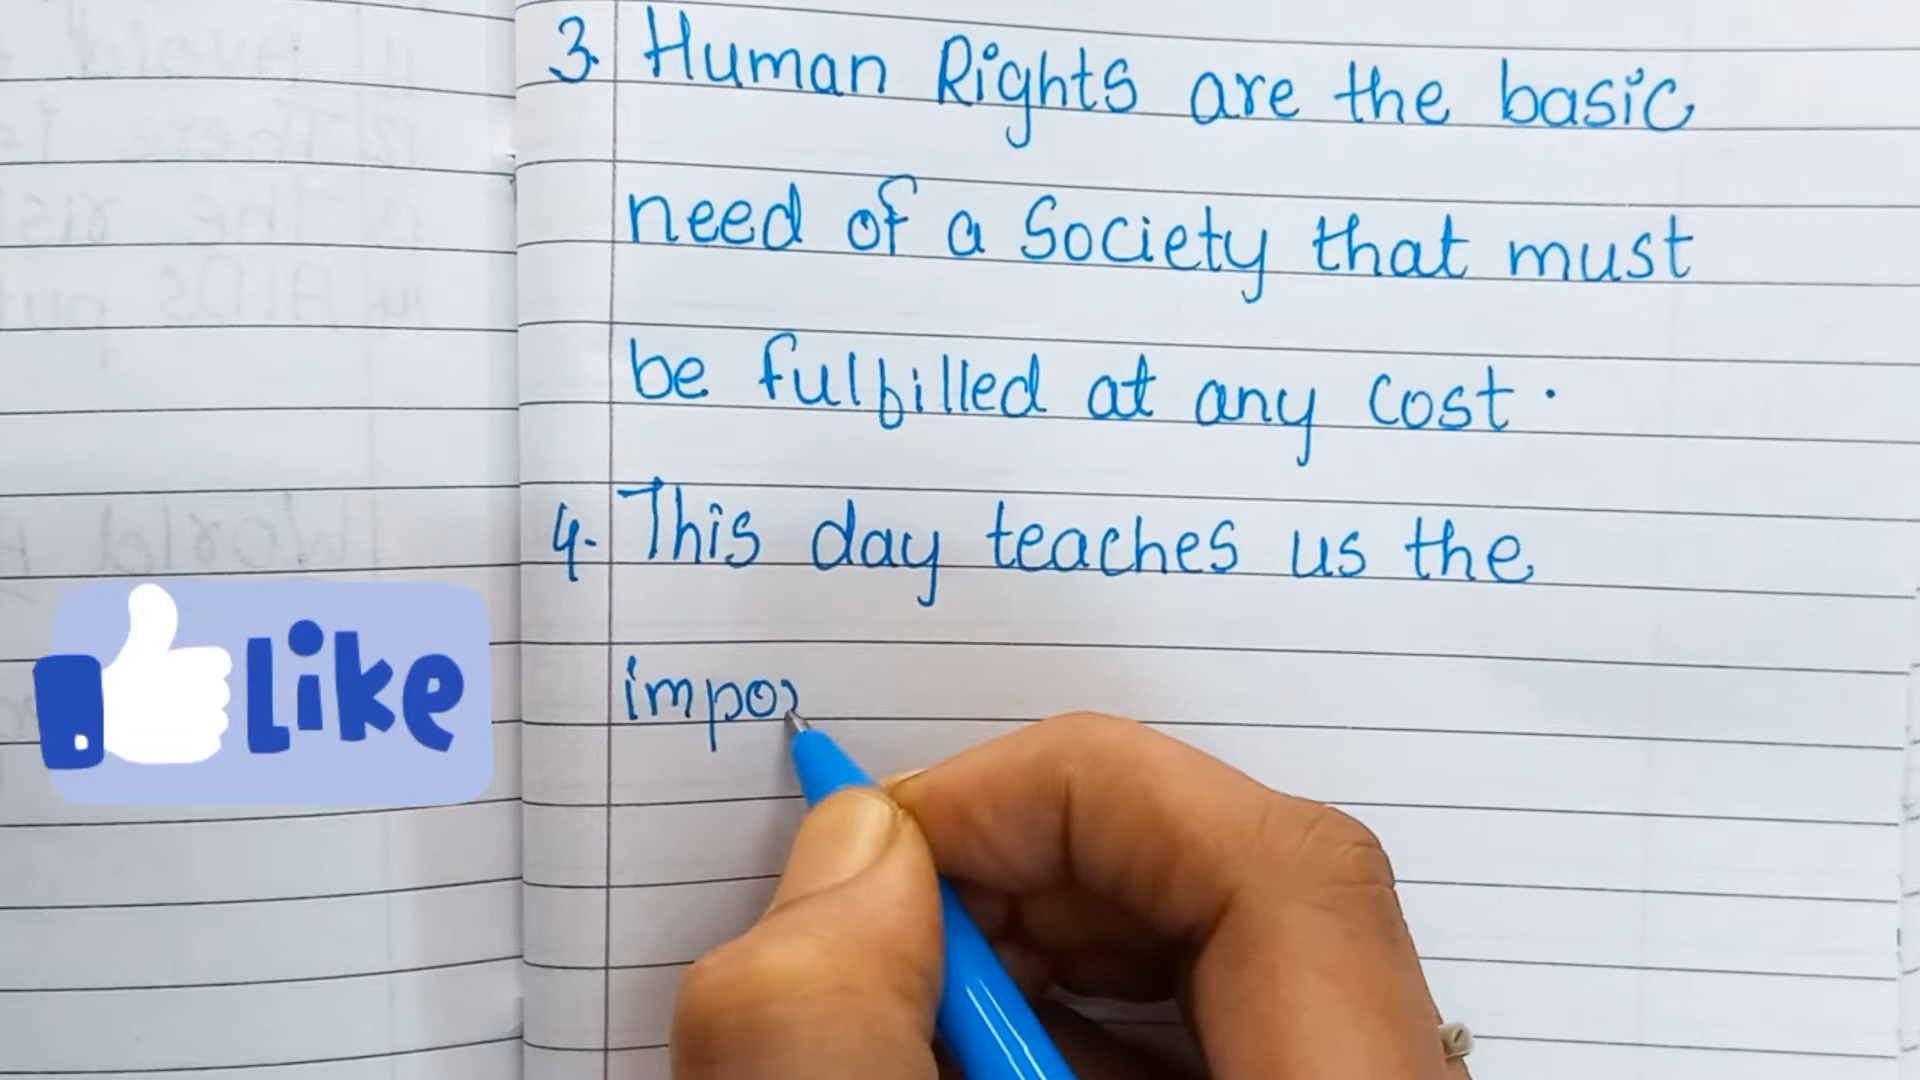 3. Human Rights are the basic
need of a Society that must
be fulfilled at any cost.
4. This day teaches us the
impor
Like